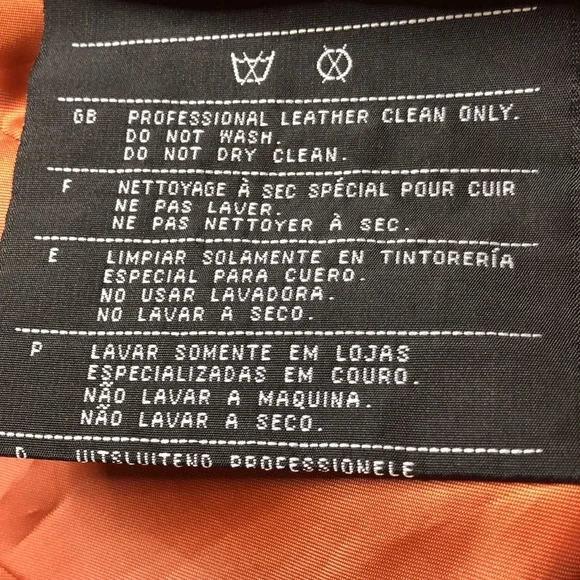 GB PROFESSIONAL LEATHER CLEAN ONLY.
DO NOT WASH.
DO NOT DRY CLEAN.
F NETTOYAGE À SEC SPÉCIAL POUR CUIR
NE PAS LAVER.
NE PAS NETTOYER À SEC.
E LIMPIAR SOLAMENTE EN TINTORERÍA
ESPECIAL PARA CUERO.
NO USAR LAVADORA.
NO LAVAR A SECO.
P LAVAR SOMENTE EM LOJAS
ESPECIALIZADAS EM COURO.
NÃO LAVAR A MAQUINA.
NÃO LAVAR A SECO.
UITSLUITEND PROFESSIONELE